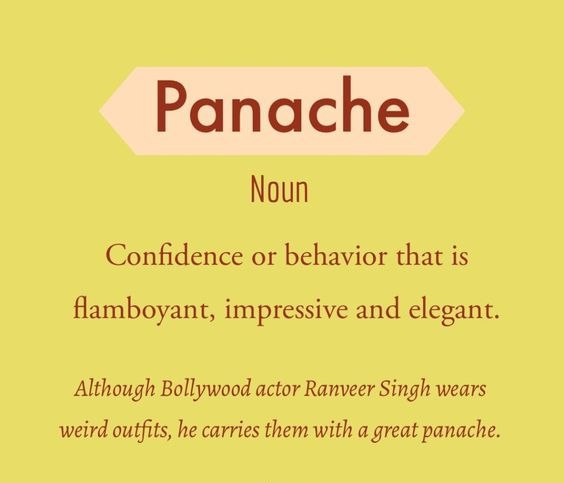 Panache
Noun
Confidence or behavior that is
flamboyant, impressive and elegant.
Although Bollywood actor Ranveer Singh wears
weird outfits, he carries them with a great panache.